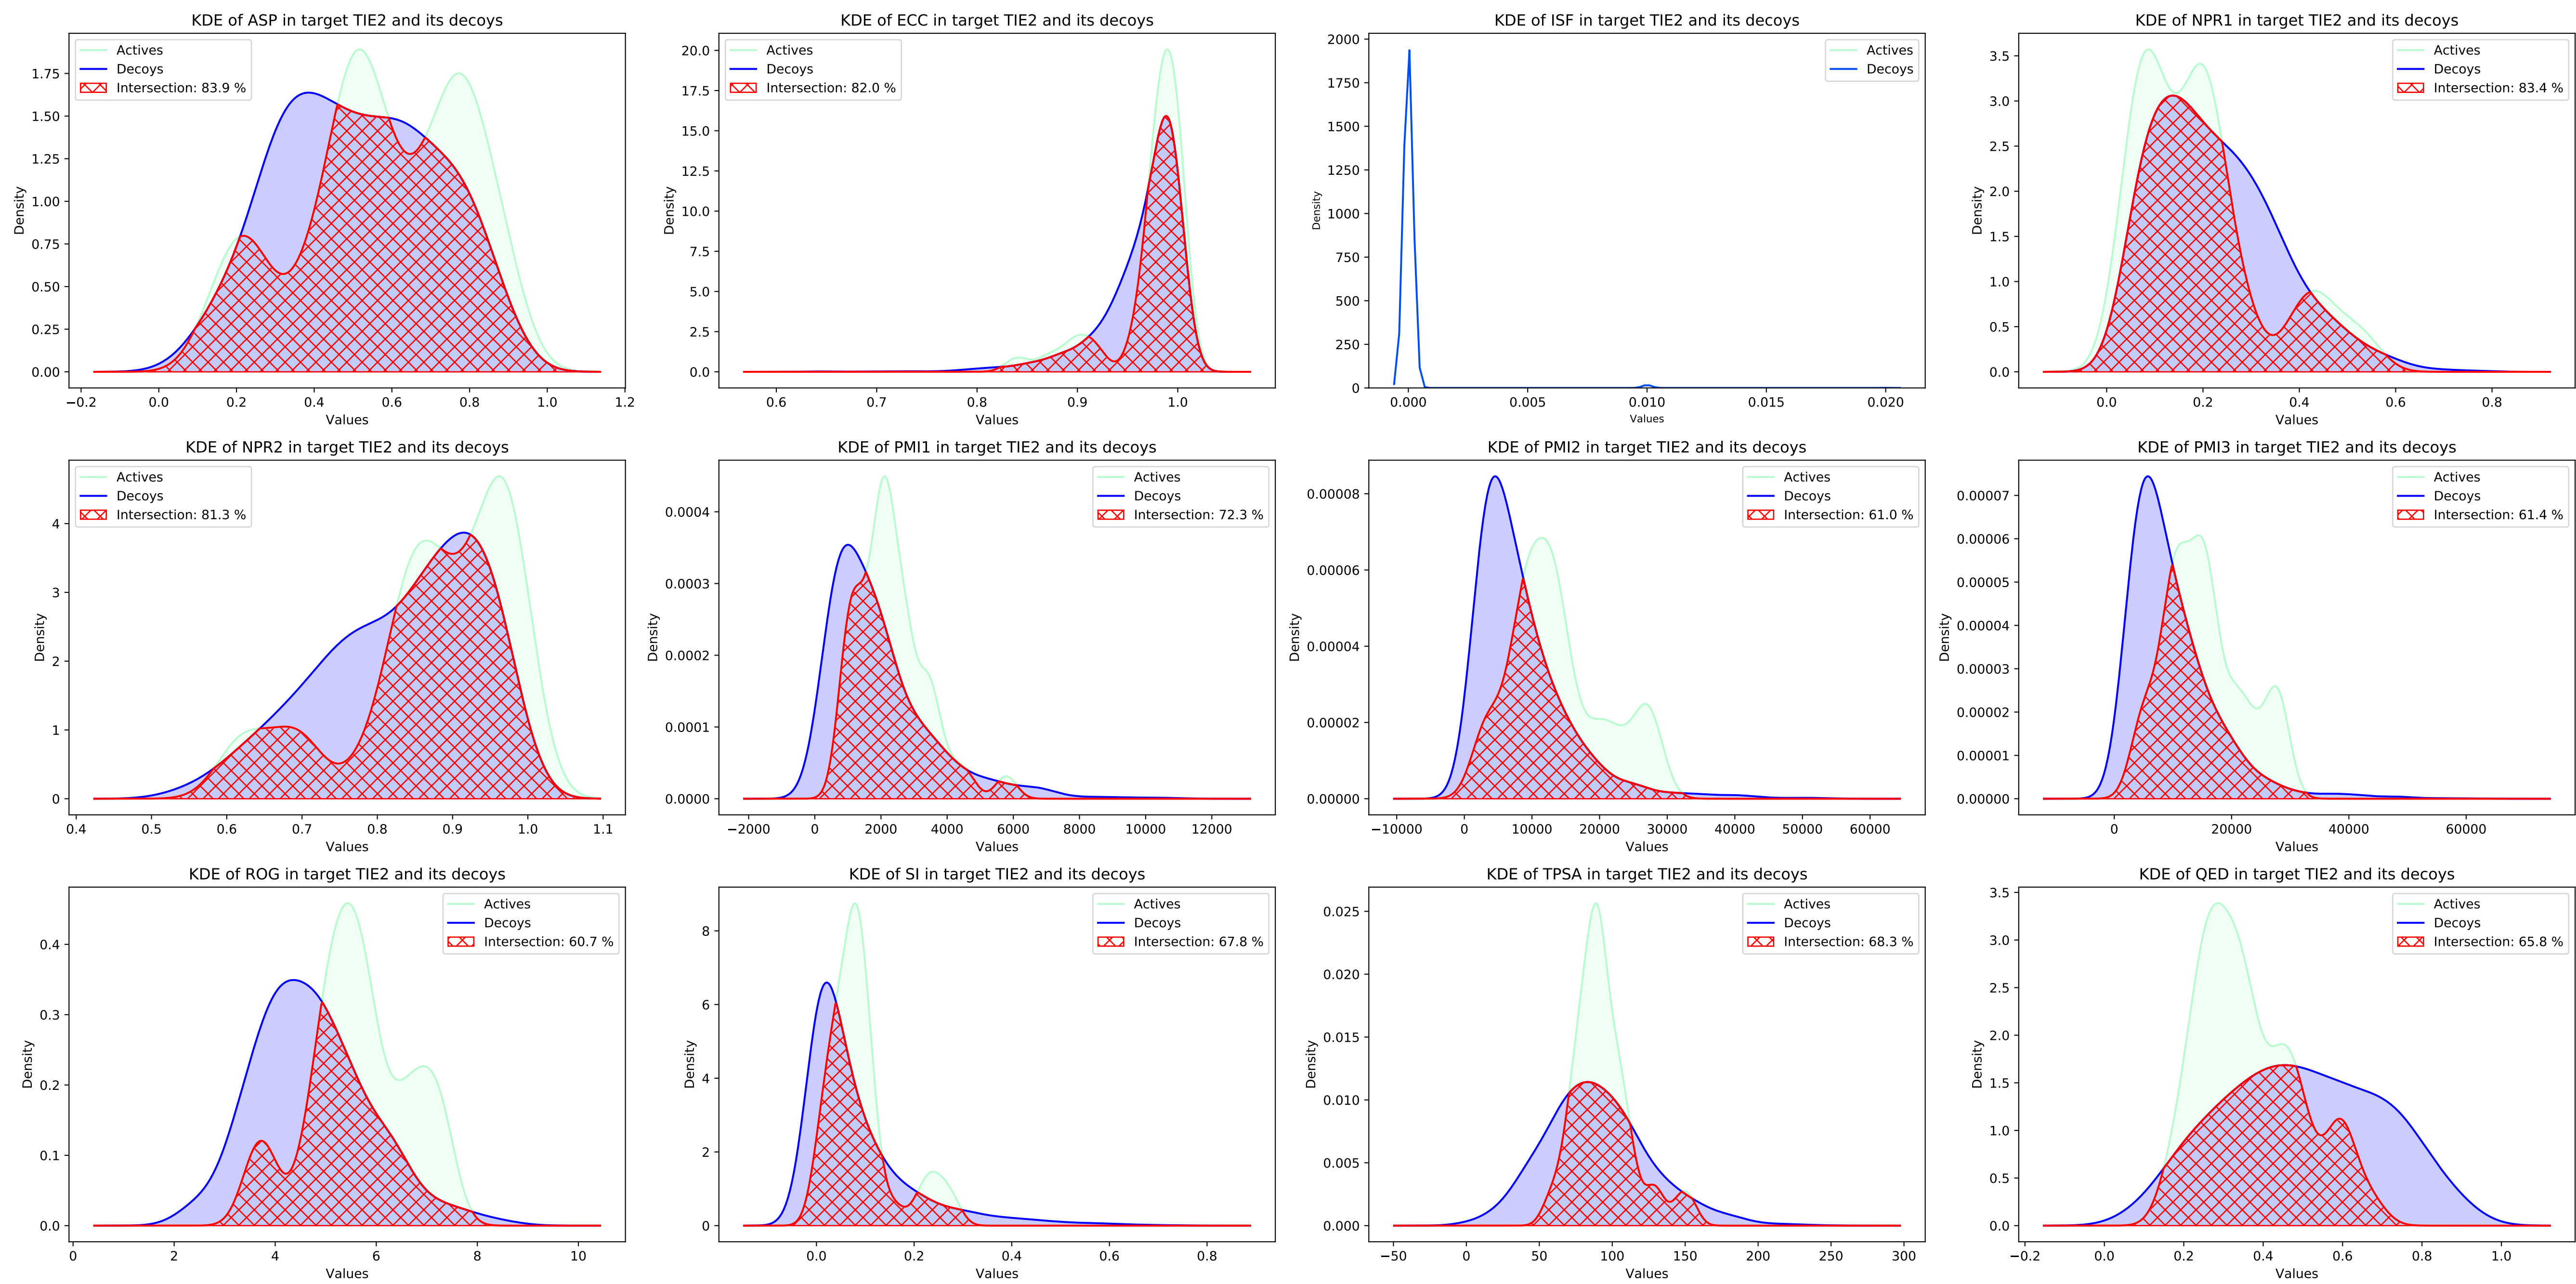 KDE of ASP in target TIE2 and its decoys
Actives
Decoys
Intersection: 83.9 %
Density
1.75
1.50
1.25
1.00
0.75
0.50
0.25
0.00
−0.2 0.0 0.2 0.4 0.6 0.8 1.0 1.2
Values
KDE of ECC in target TIE2 and its decoys
Actives
Decoys
Intersection: 82.0 %
Density
20.0
17.5
15.0
12.5
10.0
7.5
5.0
2.5
0.0
0.6 0.7 0.8 0.9 1.0
Values
KDE of ISF in target TIE2 and its decoys
Actives
Decoys
Density
2000
1750
1500
1250
1000
750
500
250
0
0.000 0.005 0.010 0.015 0.020
Values
KDE of NPR1 in target TIE2 and its decoys
Actives
Decoys
Intersection: 83.4 %
Density
3.5
3.0
2.5
2.0
1.5
1.0
0.5
0.0
0.0 0.2 0.4 0.6 0.8
Values
KDE of NPR2 in target TIE2 and its decoys
Actives
Decoys
Intersection: 81.3 %
Density
4
3
2
1
0
0.4 0.5 0.6 0.7 0.8 0.9 1.0 1.1
Values
KDE of PMI1 in target TIE2 and its decoys
Actives
Decoys
Intersection: 72.3 %
Density
0.0004
0.0003
0.0002
0.0001
0.0000
−2000 0 2000 4000 6000 8000 10000 12000
Values
KDE of PMI2 in target TIE2 and its decoys
Actives
Decoys
Intersection: 61.0 %
Density
0.00008
0.00006
0.00004
0.00002
0.00000
−10000 0 10000 20000 30000 40000 50000 60000
Values
KDE of PMI3 in target TIE2 and its decoys
Actives
Decoys
Intersection: 61.4 %
Density
0.00007
0.00006
0.00005
0.00004
0.00003
0.00002
0.00001
0.00000
0 20000 40000 60000
Values
KDE of ROG in target TIE2 and its decoys
Actives
Decoys
Intersection: 60.7 %
Density
0.4
0.3
0.2
0.1
0.0
0 2 4 6 8 10
Values
KDE of SI in target TIE2 and its decoys
Actives
Decoys
Intersection: 67.8 %
Density
8
6
4
2
0
0.0 0.2 0.4 0.6 0.8
Values
KDE of TPSA in target TIE2 and its decoys
Actives
Decoys
Intersection: 68.3 %
Density
0.025
0.020
0.015
0.010
0.005
0.000
−50 0 50 100 150 200 250 300
Values
KDE of QED in target TIE2 and its decoys
Actives
Decoys
Intersection: 65.8 %
Density
3.5
3.0
2.5
2.0
1.5
1.0
0.5
0.0
−0.2 0.0 0.2 0.4 0.6 0.8 1.0
Values